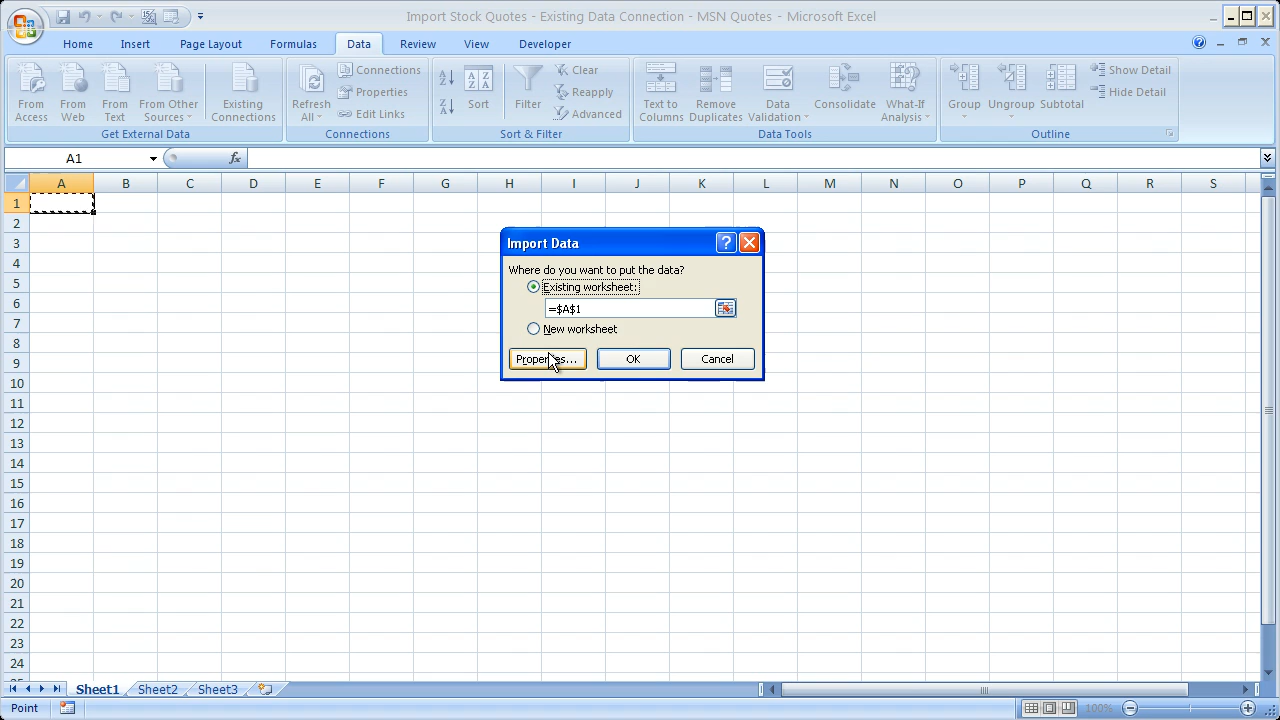 Import Stock Quotes - Existing Data Connection - MSN Quotes - Microsoft Excel
Home Insert Page Layout Formulas Data Review View Developer
From Access
From Web
From Text
From Other Sources
Existing Connections
Get External Data
Refresh All
Connections
Properties
Edit Links
Connections
Sort
Filter
Clear
Reapply
Advanced
Sort & Filter
Text to Columns
Remove Duplicates
Data Validation
Consolidate
What-If Analysis
Data Tools
Group
Ungroup
Subtotal
Show Detail
Hide Detail
Outline
A1 fx
A B C D E F G H I J K L M N O P Q R S
1
2
3
4
5
6
7
8
9
10
11
12
13
14
15
16
17
18
19
20
21
22
23
24
Import Data
Where do you want to put the data?
Existing worksheet:
=$A$1
New worksheet
Properties... OK Cancel
Sheet1 Sheet2 Sheet3
Point 100%